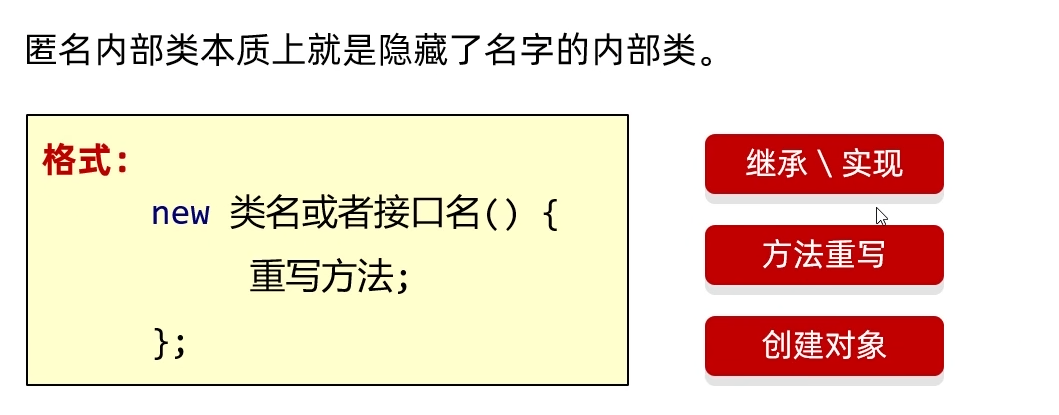 匿名内部类本质上就是隐藏了名字的内部类。
格式:
new 类名或者接口名() {
重写方法;
};
继承 \ 实现
方法重写
创建对象